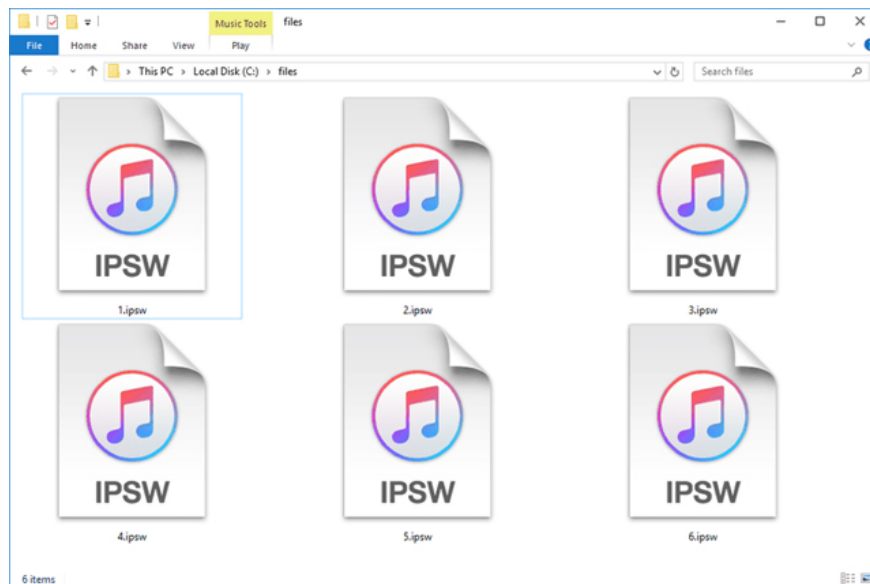 Music Tools files
File Home Share View Play
This PC > Local Disk (C:) > files
Search files
IPSW IPSW IPSW
1.ipsw 2.ipsw 3.ipsw
IPSW IPSW IPSW
4.ipsw 5.ipsw 6.ipsw
6 items